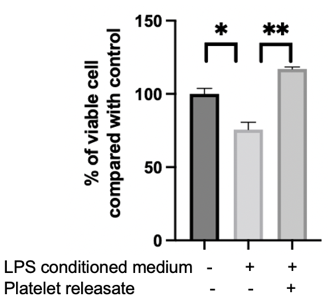 % of viable cell
compared with control
150
100
50
0
*
**
LPS conditioned medium - + +
Platelet releasate - - +